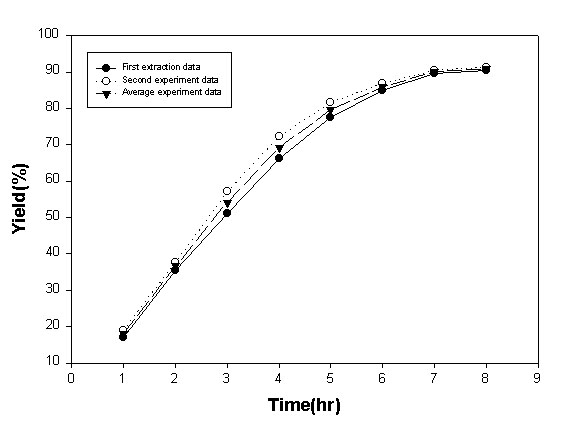 100
90
80
70
60
50
40
30
20
10
Yield(%)
First extraction data
Second experiment data
Average experiment data
0 1 2 3 4 5 6 7 8 9
Time(hr)